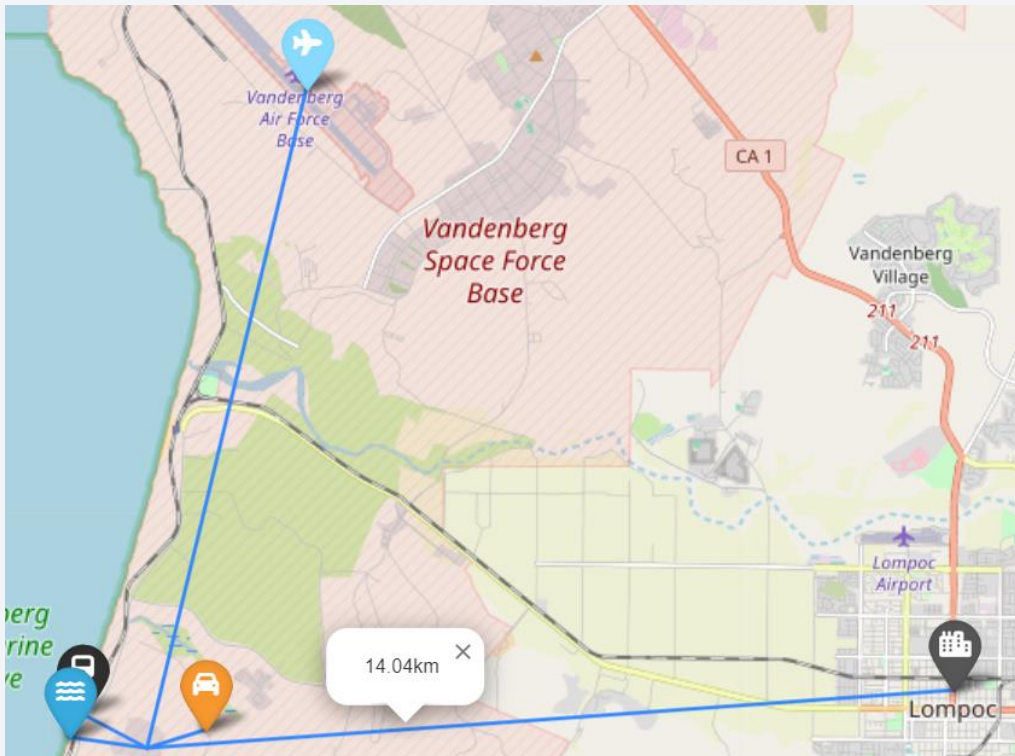 Vandenberg
Air Force
Base
CA 1
Vandenberg
Space Force
Base
Vandenberg
Village
211
211
Lompoc
Airport
berg
rine
ve
14.04km
Lompoc